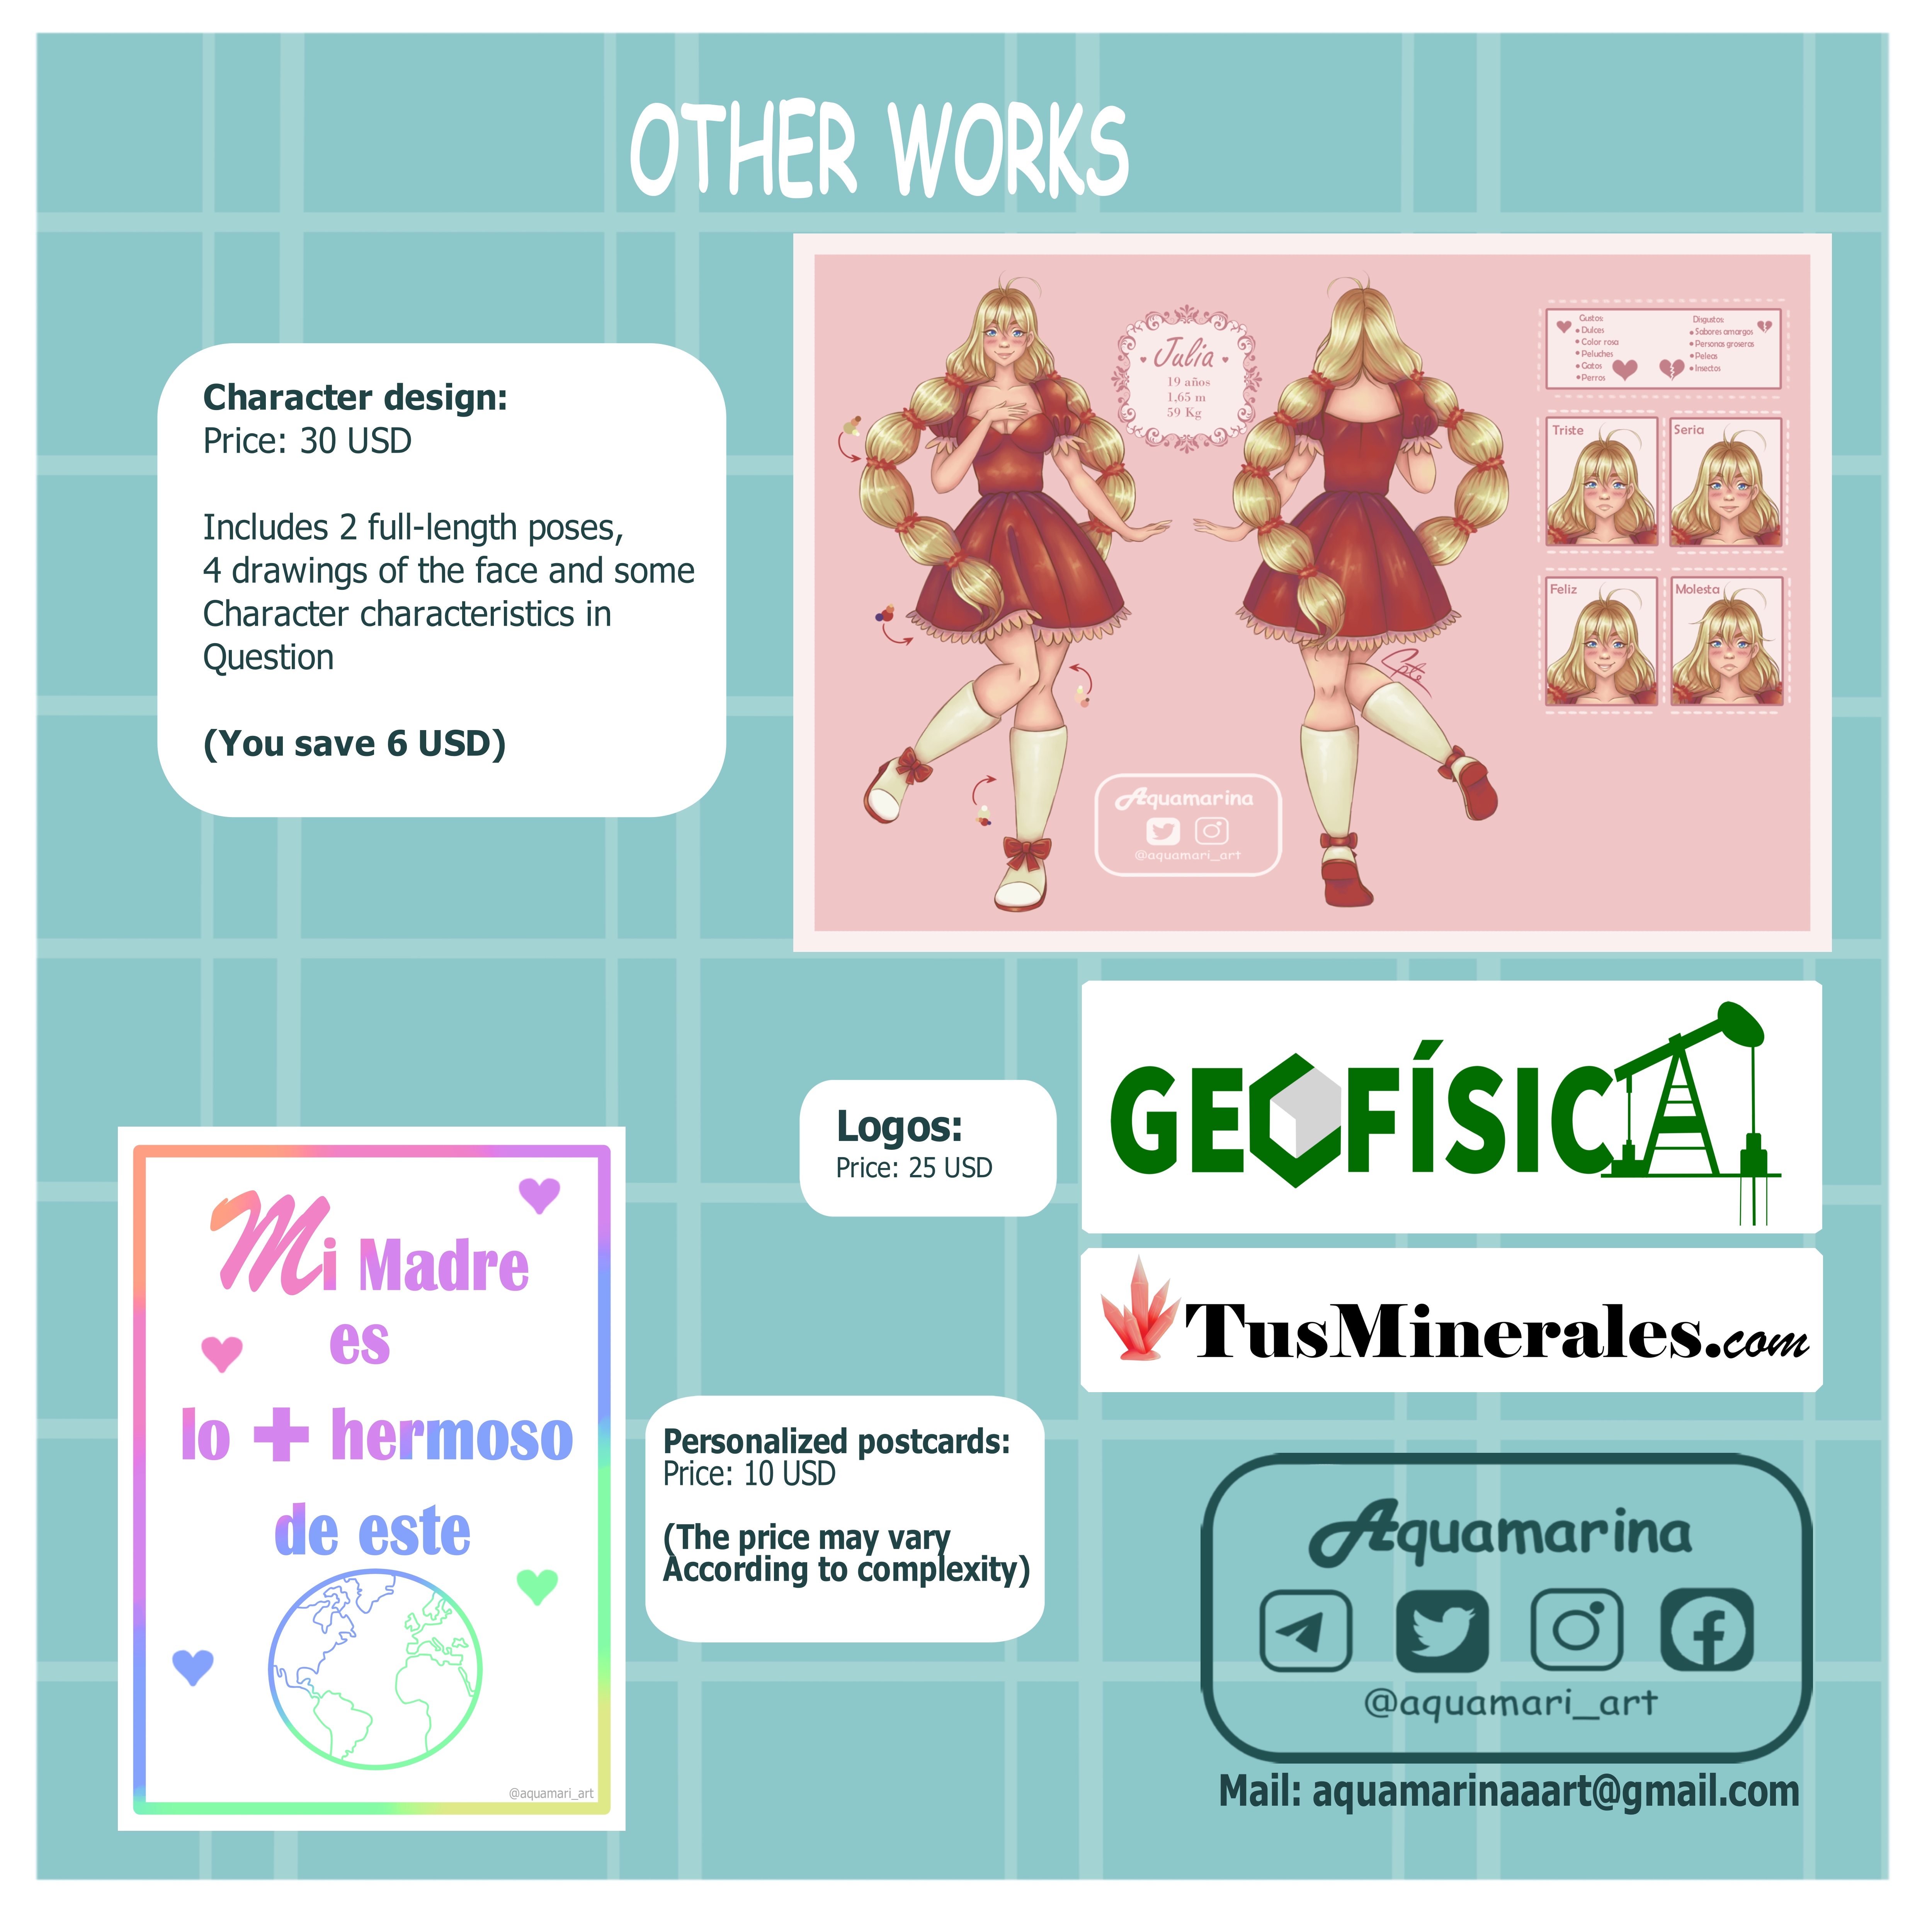 OTHER WORKS
Character design:
Price: 30 USD
Includes 2 full-length poses,
4 drawings of the face and some
Character characteristics in
Question
(You save 6 USD)
Julia
19 años
1,65 m
59 Kg
Gustos:
Dulces
Color rosa
Peluches
Gatos
Perros
Disgustos:
Sabores amargos
Personas groseras
Peleas
Insectos
Triste
Seria
Feliz
Molesta
Aquamarina
@aquamari_art
Logos:
Price: 25 USD
GEOFÍSICA
TusMinerales.com
Mi Madre
es
lo + hermoso
de este
@aquamari_art
Personalized postcards:
Price: 10 USD
(The price may vary
According to complexity)
Aquamarina
@aquamari_art
Mail: aquamarinaaart@gmail.com